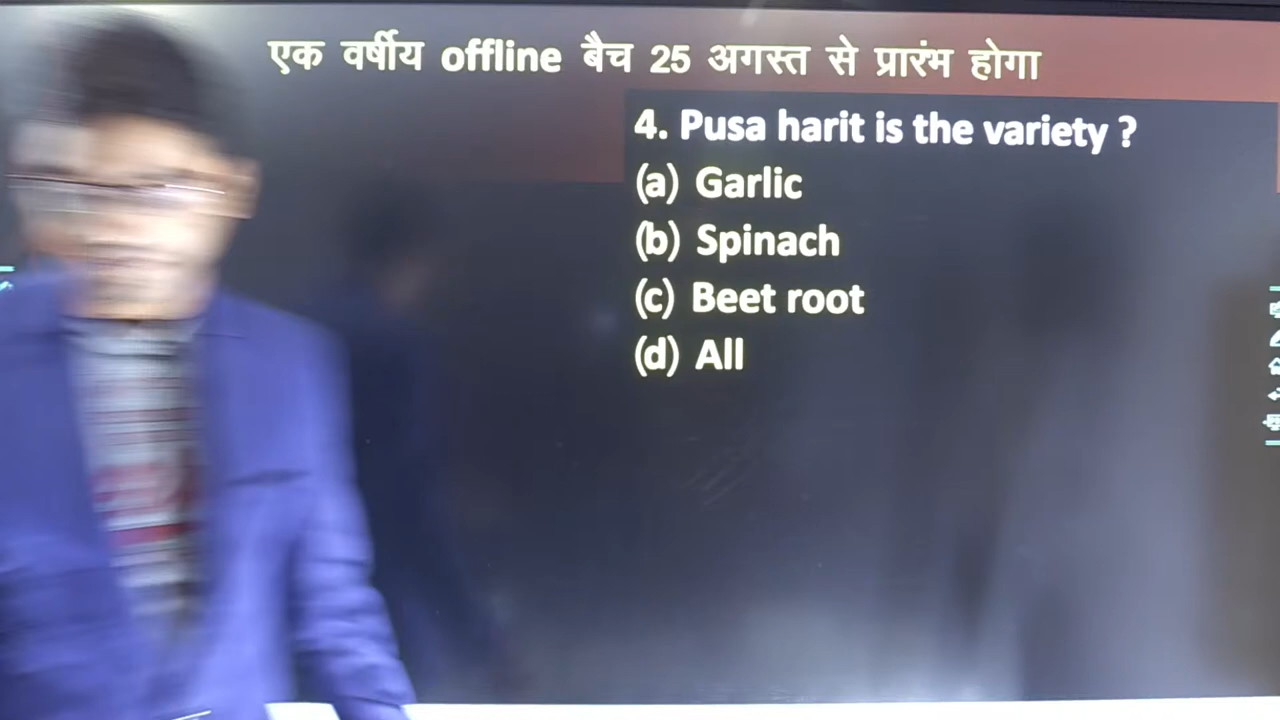 एक वर्षीय offline बैच 25 अगस्त से प्रारंभ होगा
4. Pusa harit is the variety ?
(a) Garlic
(b) Spinach
(c) Beet root
(d) All